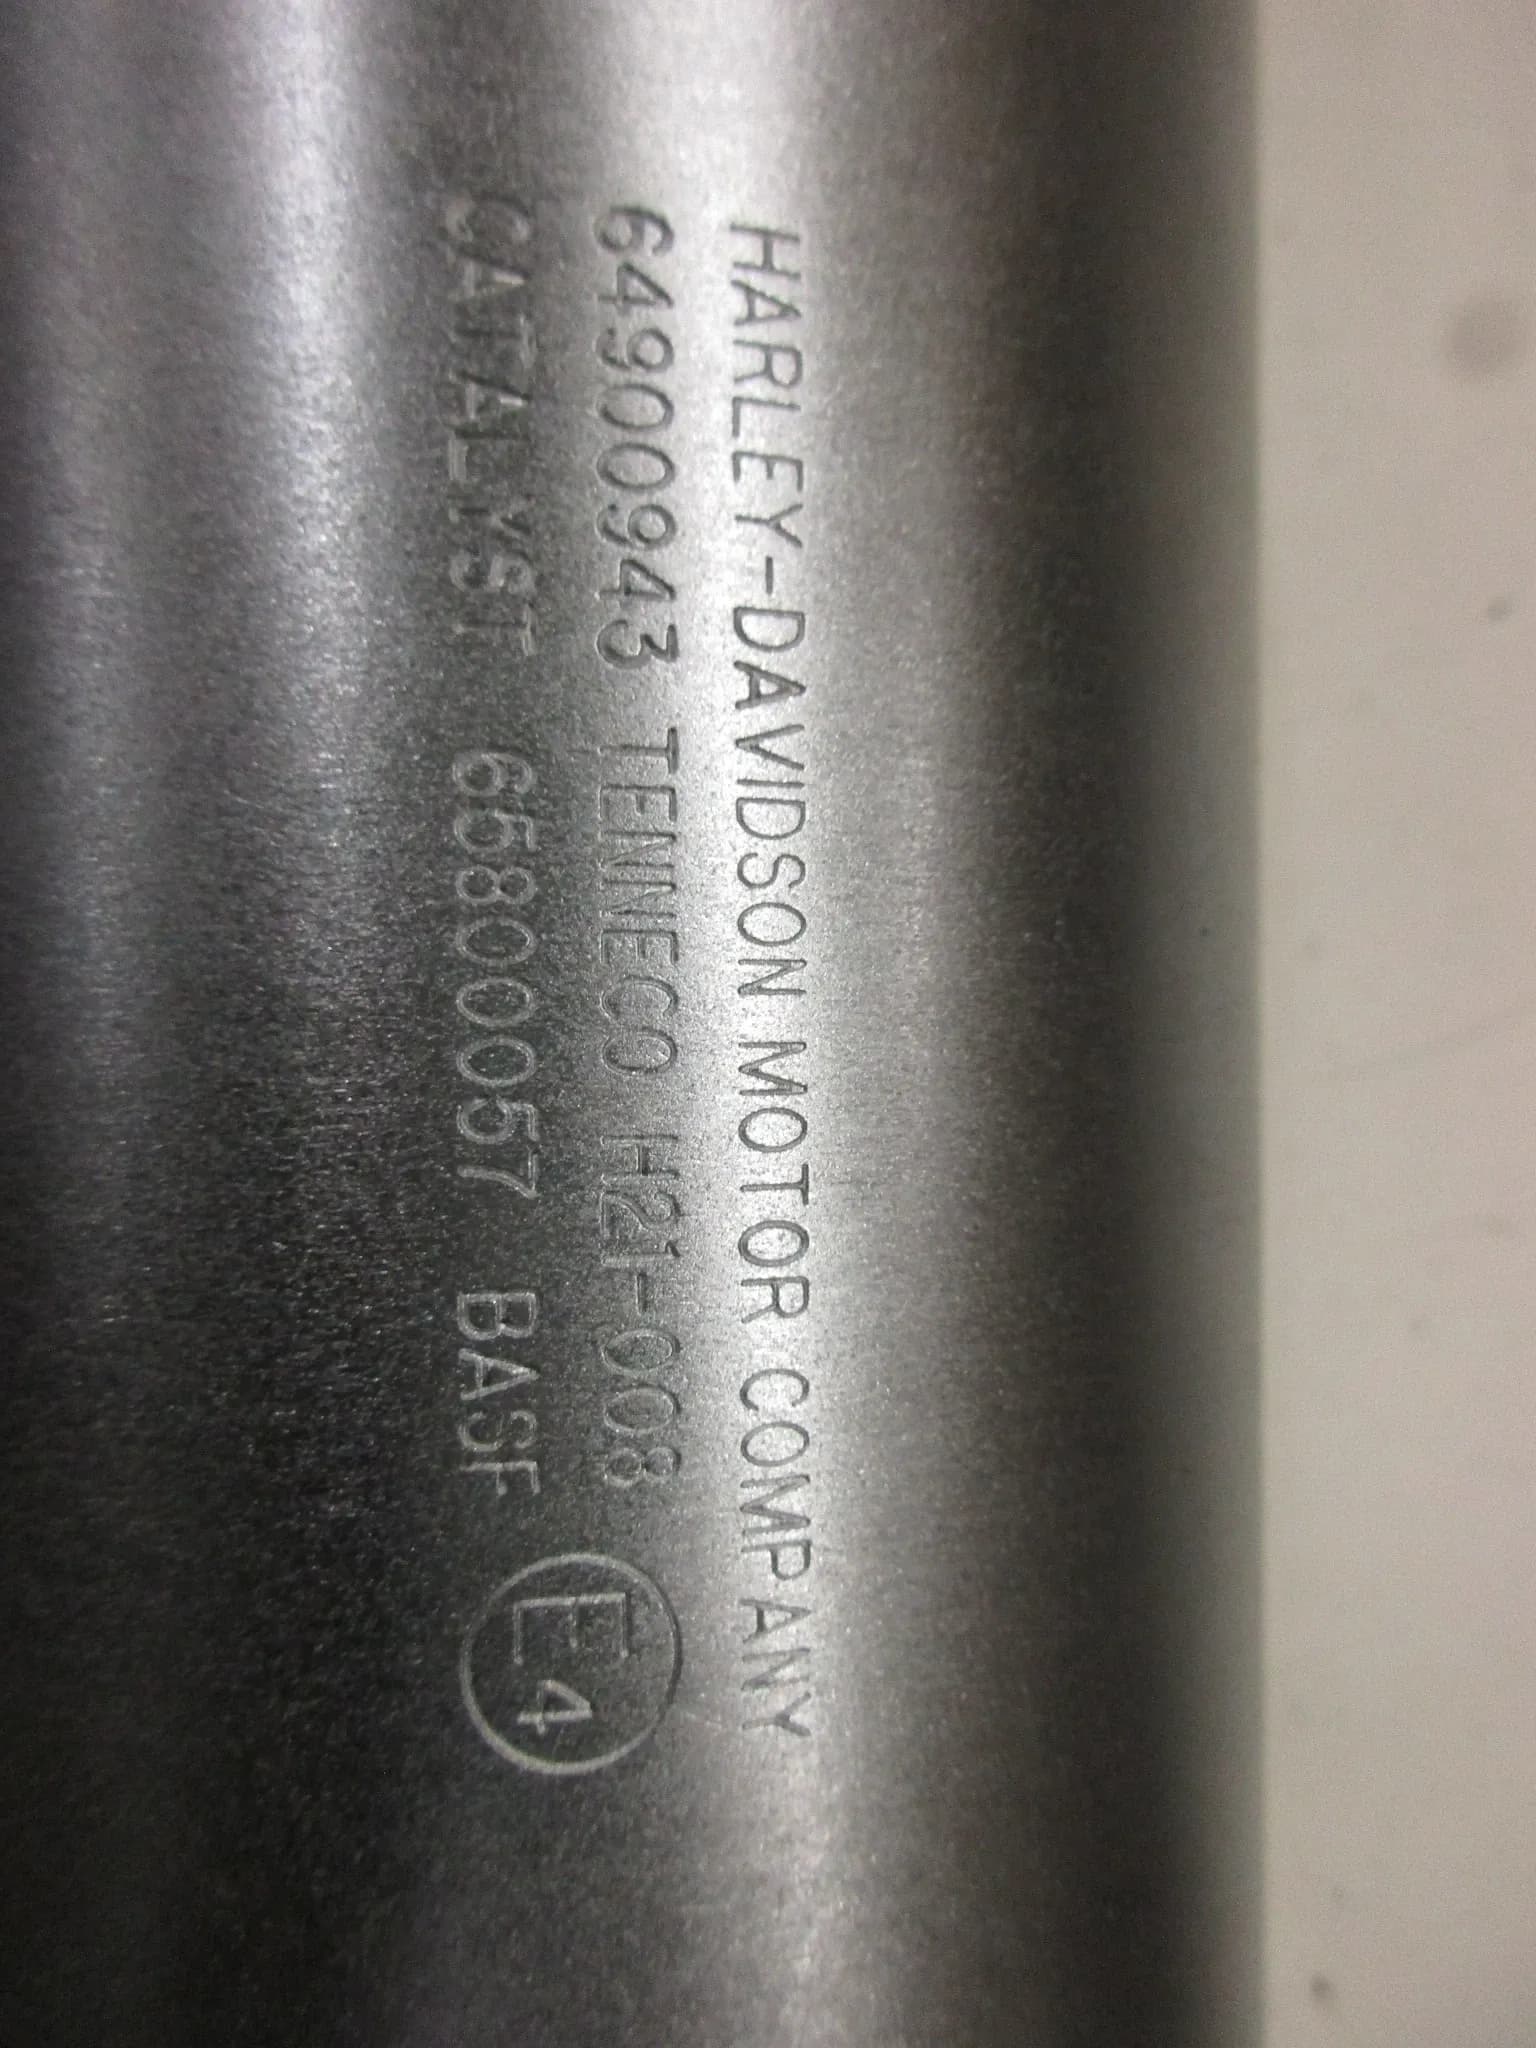 HARLEY-DAVIDSON MOTOR COMPANY
64900943 TENNECO H21-008
CATALYST 65800057 BASF
E4